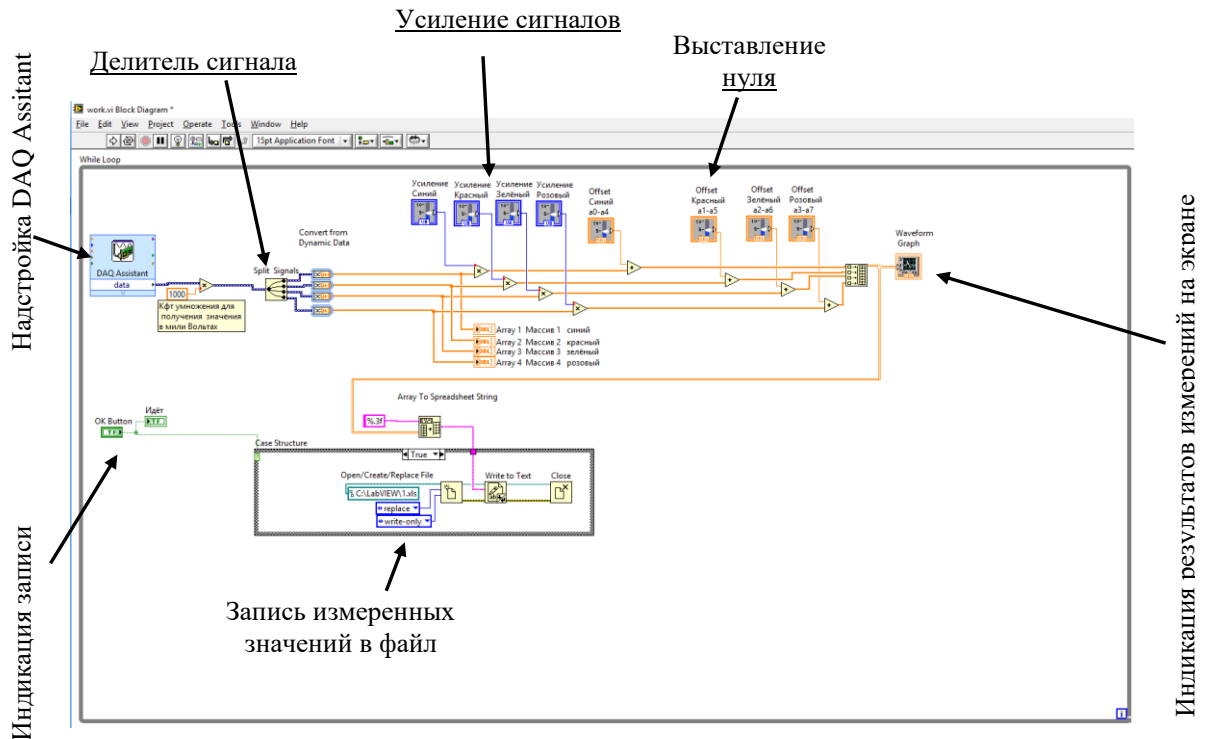 Усиление сигналов
Делитель сигнала
Выставление
нуля
Надстройка DAQ Assitant
work.vi Block Diagram *
File Edit View Project Operate Tools Window Help
15pt Application Font
While Loop
Усиление Синий
Усиление Красный
Усиление Зелёный
Усиление Розовый
Offset
Синий
a0-a4
Offset
Красный
a1-a5
Offset
Зелёный
a2-a6
Offset
Розовый
a3-a7
Waveform
Graph
Convert from
Dynamic Data
DAQ Assistant
data
Split Signals
1000
Кфт умножения для
получения значения
в мили Вольтах
Array 1 Массив 1 синий
Array 2 Массив 2 красный
Array 3 Массив 3 зелёный
Array 4 Массив 4 розовый
Индикация результатов измерений на экране
Array To Spreadsheet String
%.3f
OK Button
Идёт
TF
TF
Case Structure
True
Open/Create/Replace File
Write to Text
Close
C:\LabVIEW\1.xls
replace
write-only
Индикация записи
Запись измеренных
значений в файл
i